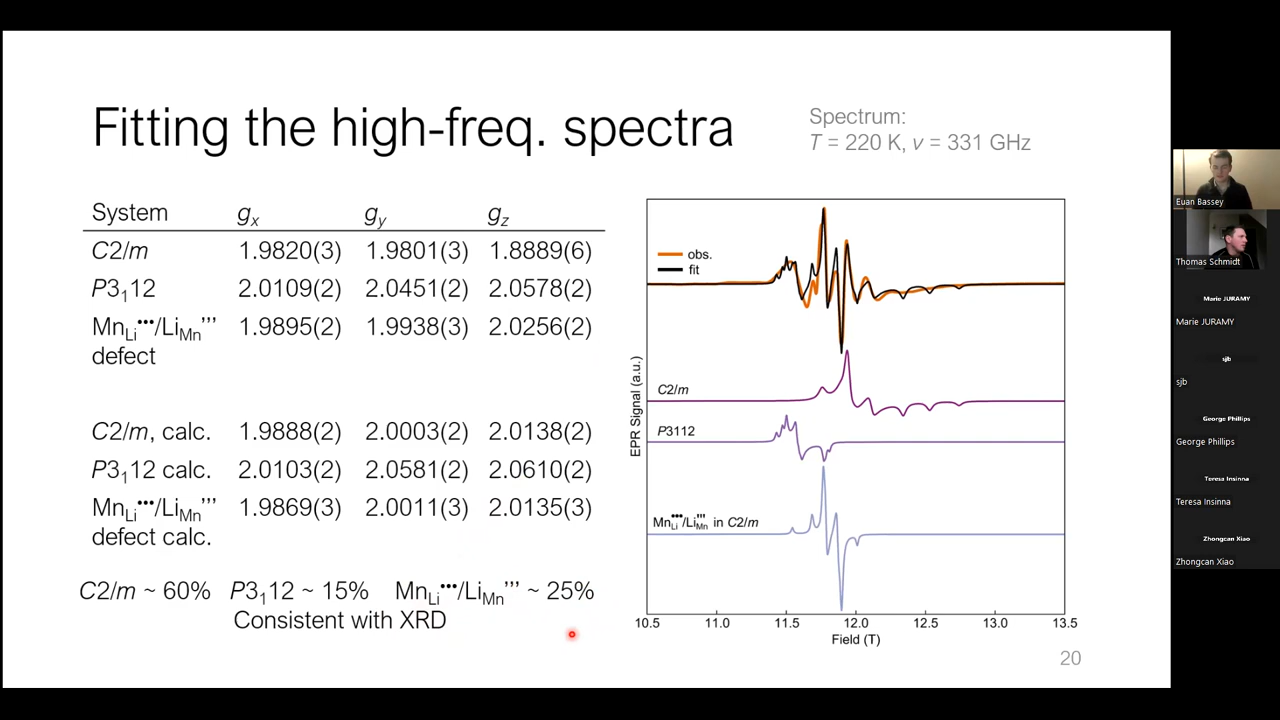 Fitting the high-freq. spectra
Spectrum:
T = 220 K, ν = 331 GHz
System gx gy gz
C2/m 1.9820(3) 1.9801(3) 1.8889(6)
P3₁12 2.0109(2) 2.0451(2) 2.0578(2)
Mn_Li•••/Li_Mn''' 1.9895(2) 1.9938(3) 2.0256(2)
defect
C2/m, calc. 1.9888(2) 2.0003(2) 2.0138(2)
P3₁12 calc. 2.0103(2) 2.0581(2) 2.0610(2)
Mn_Li•••/Li_Mn''' 1.9869(3) 2.0011(3) 2.0135(3)
defect calc.
C2/m ~ 60% P3₁12 ~ 15% Mn_Li•••/Li_Mn''' ~ 25%
Consistent with XRD
obs.
fit
C2/m
P3112
Mn_Li•••/Li_Mn''' in C2/m
EPR Signal (a.u.)
10.5 11.0 11.5 12.0 12.5 13.0 13.5
Field (T)
20
Euan Bassey
Thomas Schmidt
Marie JURAMY
Marie JURAMY
sjb
sjb
George Phillips
George Phillips
Teresa Insinna
Teresa Insinna
Zhongcan Xiao
Zhongcan Xiao